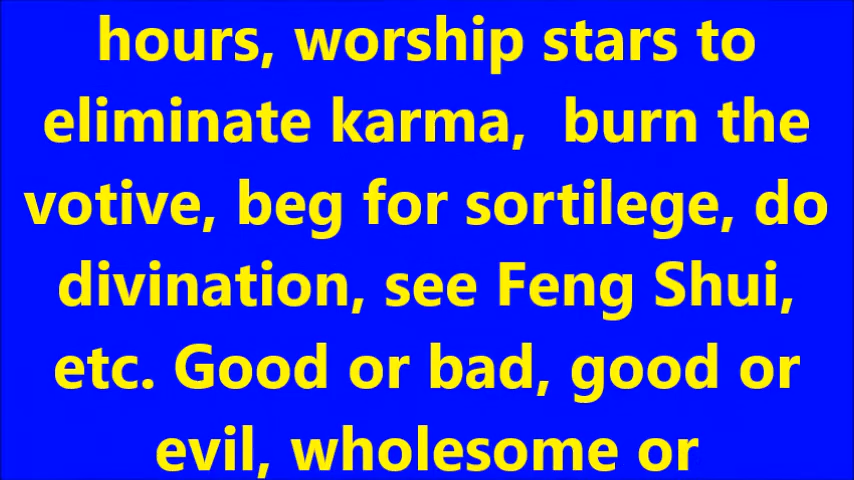 hours, worship stars to
eliminate karma,  burn the
votive, beg for sortilege, do
divination, see Feng Shui,
etc. Good or bad, good or
evil, wholesome or